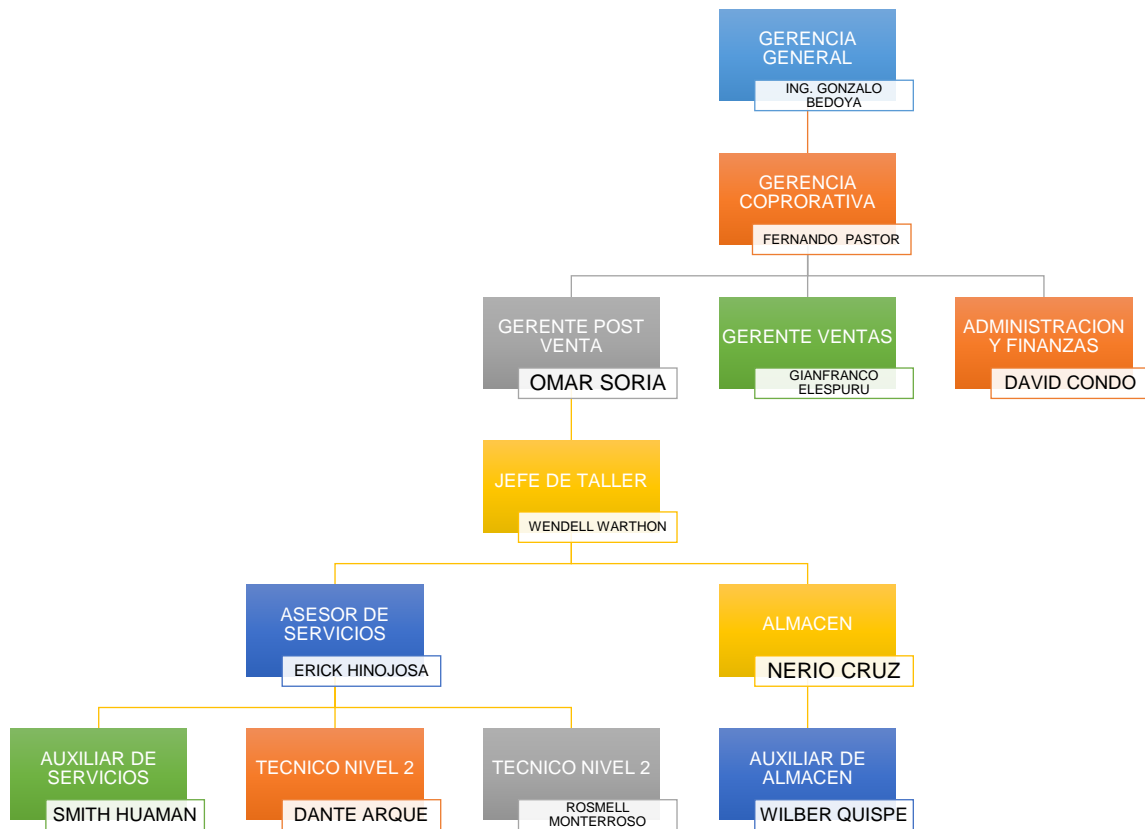 GERENCIA
GENERAL
ING. GONZALO
BEDOYA
GERENCIA
COPRORATIVA
FERNANDO PASTOR
GERENTE POST
VENTA
OMAR SORIA
GERENTE VENTAS
GIANFRANCO
ELESPURU
ADMINISTRACION
Y FINANZAS
DAVID CONDO
JEFE DE TALLER
WENDELL WARTHON
ASESOR DE
SERVICIOS
ERICK HINOJOSA
ALMACEN
NERIO CRUZ
AUXILIAR DE
SERVICIOS
SMITH HUAMAN
TECNICO NIVEL 2
DANTE ARQUE
TECNICO NIVEL 2
ROSMELL
MONTERROSO
AUXILIAR DE
ALMACEN
WILBER QUISPE